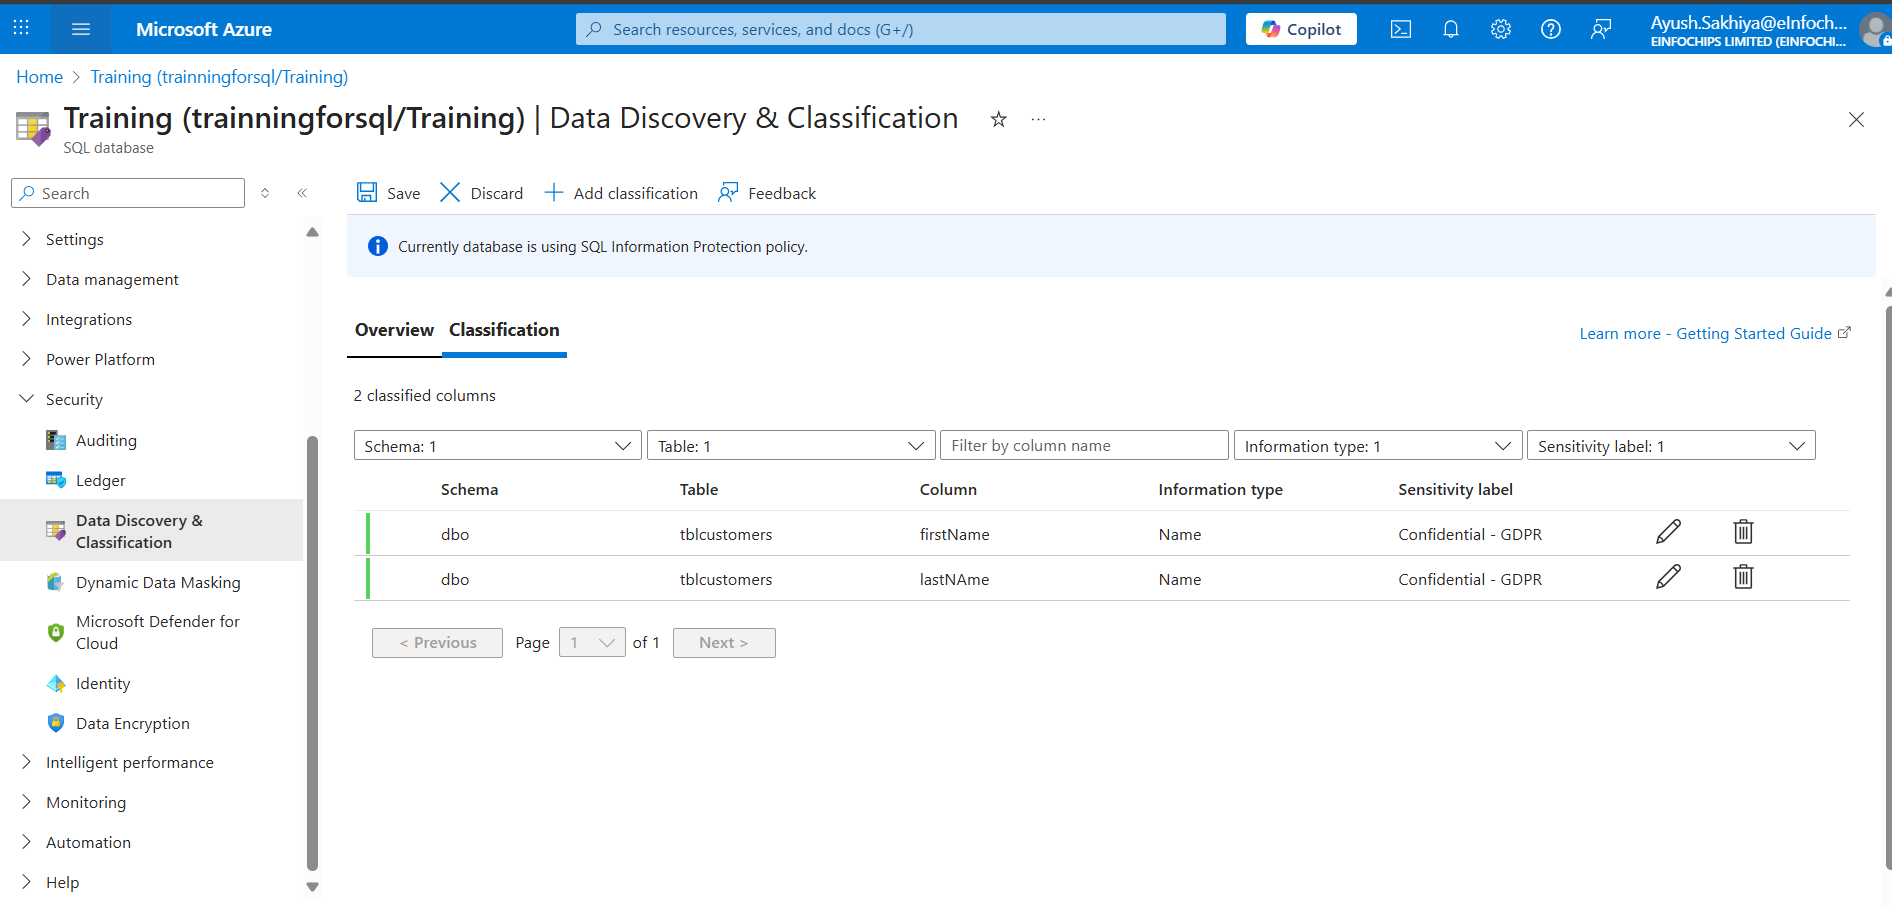 Microsoft Azure
Search resources, services, and docs (G+/)
Copilot
Ayush.Sakhiya@eInfoch...
EINFOCHIPS LIMITED (EINFOCHI...
Home > Training (trainningforsql/Training)
Training (trainningforsql/Training) | Data Discovery & Classification
SQL database
Search
Settings
Data management
Integrations
Power Platform
Security
Auditing
Ledger
Data Discovery &
Classification
Dynamic Data Masking
Microsoft Defender for
Cloud
Identity
Data Encryption
Intelligent performance
Monitoring
Automation
Help
Save Discard Add classification Feedback
Currently database is using SQL Information Protection policy.
Overview Classification
Learn more - Getting Started Guide
2 classified columns
Schema: 1 Table: 1 Filter by column name Information type: 1 Sensitivity label: 1
Schema Table Column Information type Sensitivity label
dbo tblcustomers firstName Name Confidential - GDPR
dbo tblcustomers lastNAme Name Confidential - GDPR
< Previous Page 1 of 1 Next >